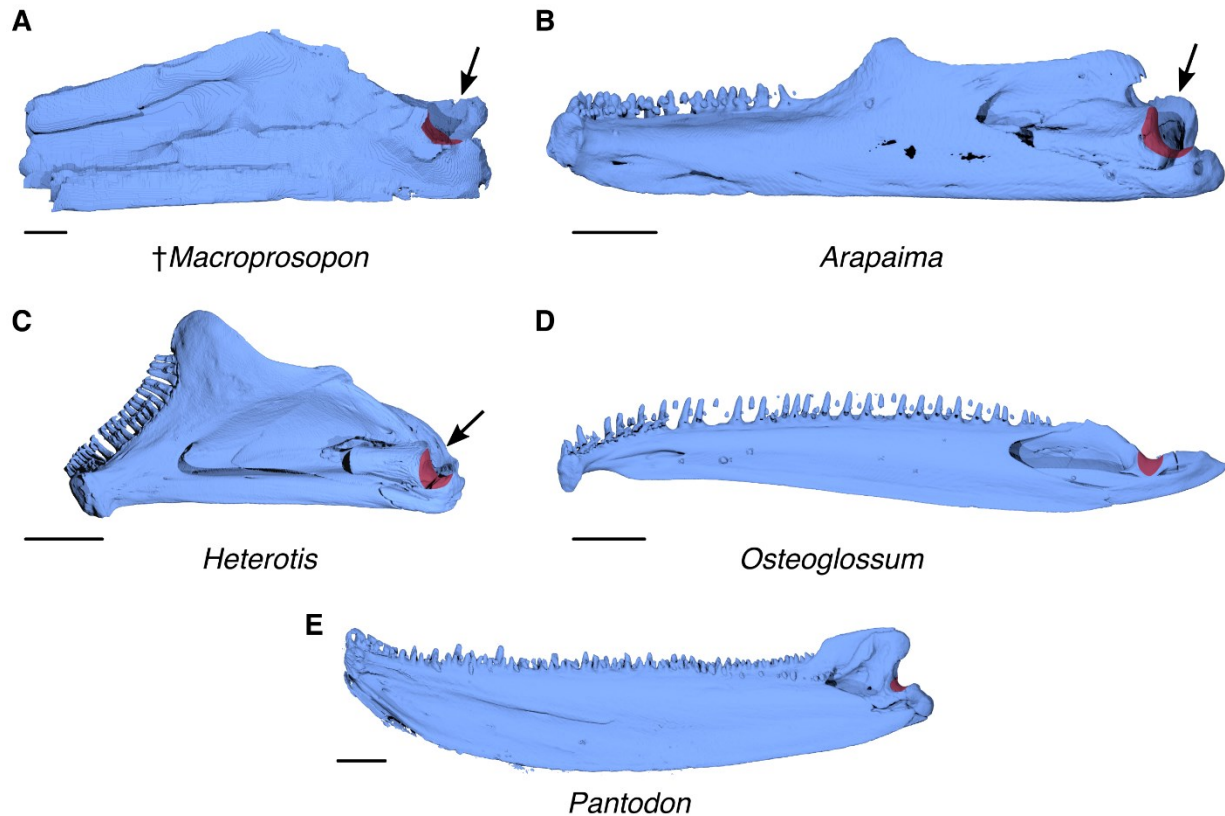 A
B
†Macroprosopon
Arapaima
C
D
Heterotis
Osteoglossum
E
Pantodon